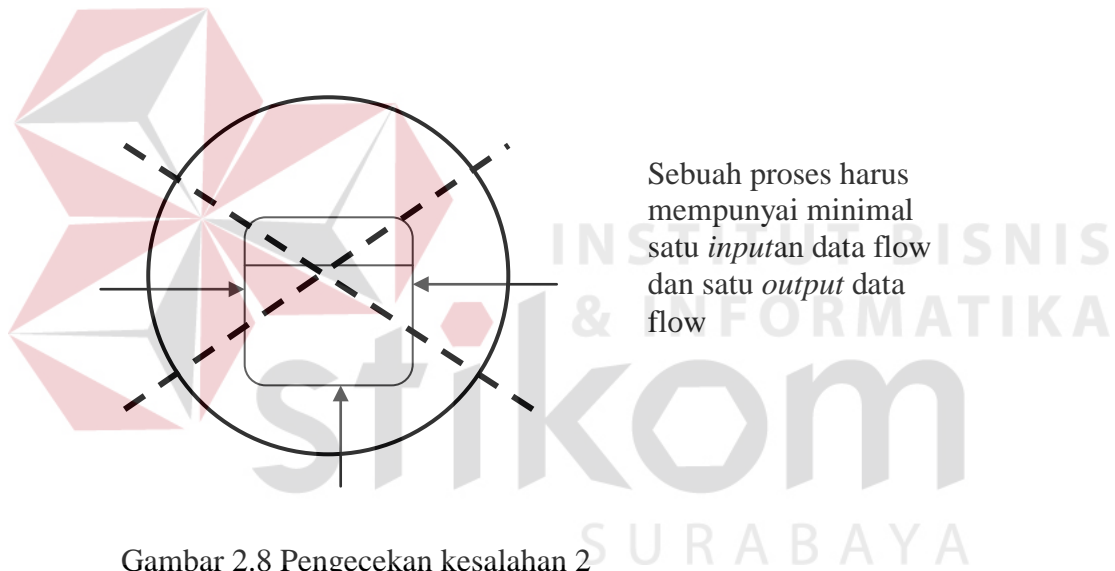 Sebuah proses harus
mempunyai minimal
satu inputan data flow
dan satu output data
flow
INSTITUT BISNIS
& INFORMATIKA
stikom
SURABAYA
Gambar 2.8 Pengecekan kesalahan 2